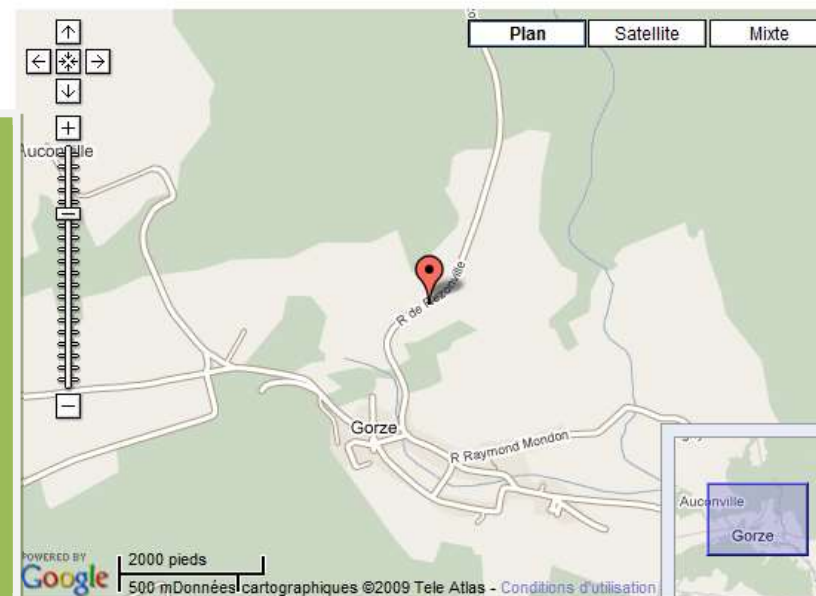 Plan
Satellite
Mixte
Auconville
R de Rezonville
Gorze
R Raymond Mondon
Auconville
Gorze
POWERED BY
Google
2000 pieds
500 m
Données cartographiques ©2009 Tele Atlas - Conditions d'utilisation